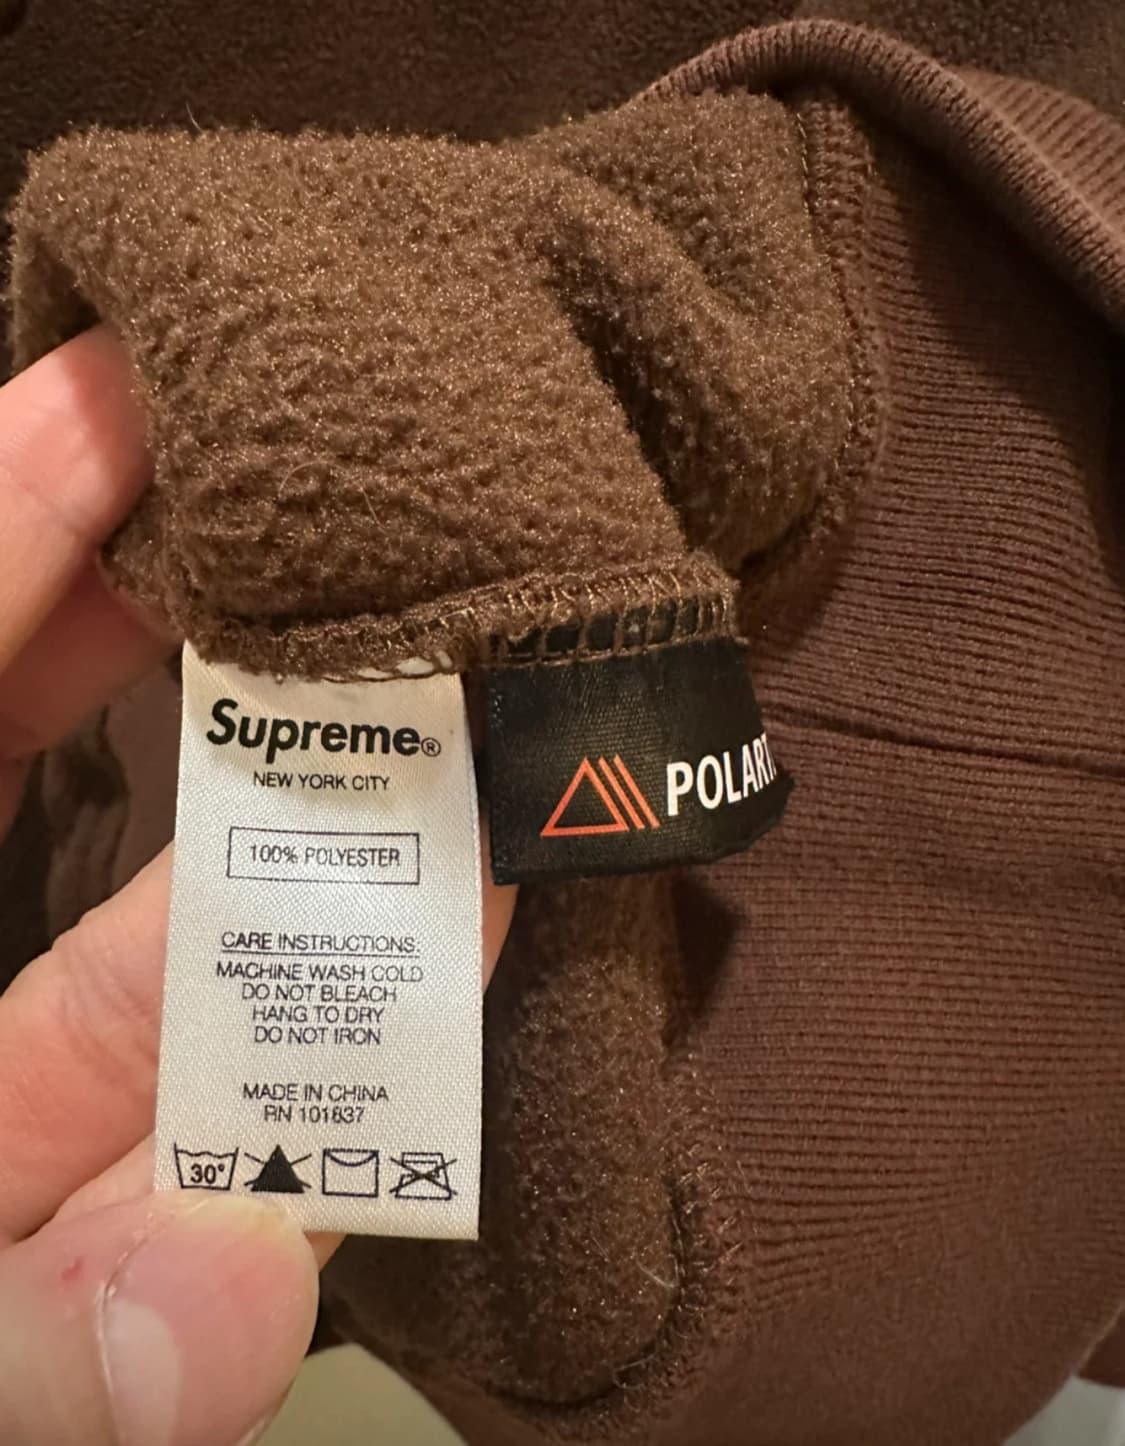 Supreme®
NEW YORK CITY
100% POLYESTER
CARE INSTRUCTIONS:
MACHINE WASH COLD
DO NOT BLEACH
HANG TO DRY
DO NOT IRON
MADE IN CHINA
RN 101837
30°
POLART